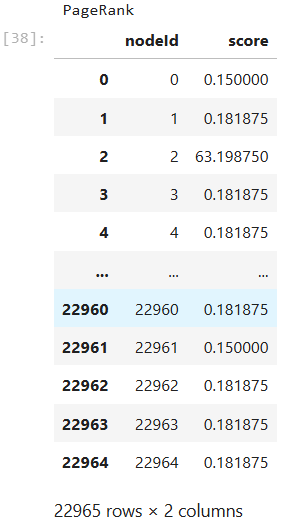 PageRank
[38]:
nodeId score
0 0 0.150000
1 1 0.181875
2 2 63.198750
3 3 0.181875
4 4 0.181875
... ... ...
22960 22960 0.181875
22961 22961 0.150000
22962 22962 0.181875
22963 22963 0.181875
22964 22964 0.181875
22965 rows × 2 columns